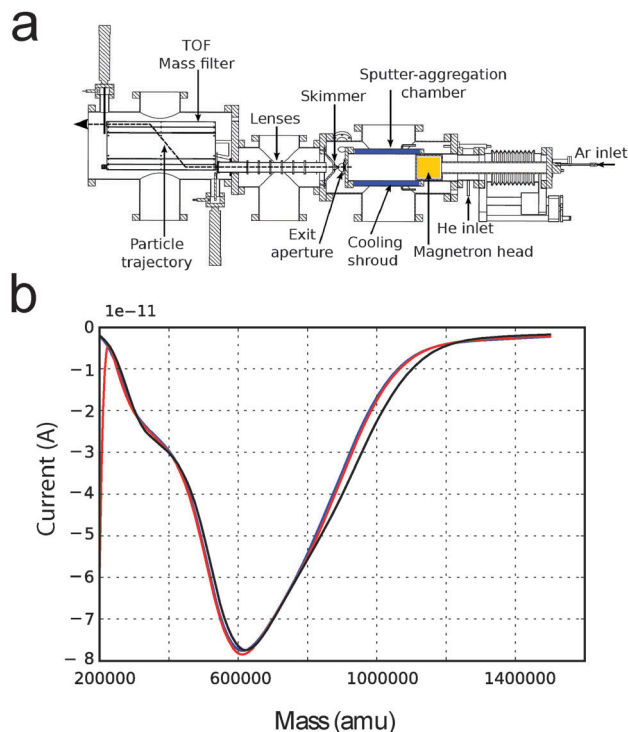 a
TOF
Mass filter
Lenses
Skimmer
Sputter-aggregation
chamber
Ar inlet
Particle
trajectory
Exit
aperture
Cooling
shroud
He inlet
Magnetron head
b
1e-11
0
-1
-2
-3
-4
-5
-6
-7
-8
Current (A)
200000 600000 1000000 1400000
Mass (amu)